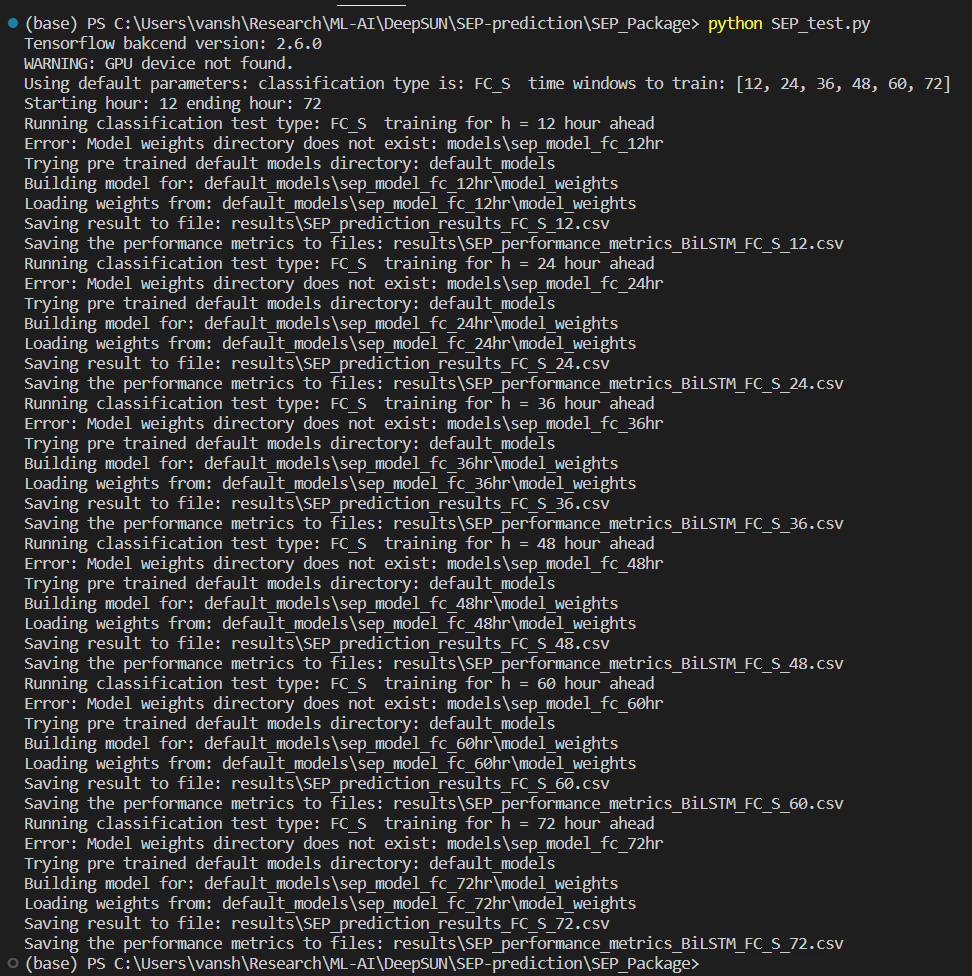 (base) PS C:\Users\vansh\Research\ML-AI\DeepSUN\SEP-prediction\SEP_Package> python SEP_test.py
Tensorflow bakcend version: 2.6.0
WARNING: GPU device not found.
Using default parameters: classification type is: FC_S  time windows to train: [12, 24, 36, 48, 60, 72]
Starting hour: 12 ending hour: 72
Running classification test type: FC_S  training for h = 12 hour ahead
Error: Model weights directory does not exist: models\sep_model_fc_12hr
Trying pre trained default models directory: default_models
Building model for: default_models\sep_model_fc_12hr\model_weights
Loading weights from: default_models\sep_model_fc_12hr\model_weights
Saving result to file: results\SEP_prediction_results_FC_S_12.csv
Saving the performance metrics to files: results\SEP_performance_metrics_BiLSTM_FC_S_12.csv
Running classification test type: FC_S  training for h = 24 hour ahead
Error: Model weights directory does not exist: models\sep_model_fc_24hr
Trying pre trained default models directory: default_models
Building model for: default_models\sep_model_fc_24hr\model_weights
Loading weights from: default_models\sep_model_fc_24hr\model_weights
Saving result to file: results\SEP_prediction_results_FC_S_24.csv
Saving the performance metrics to files: results\SEP_performance_metrics_BiLSTM_FC_S_24.csv
Running classification test type: FC_S  training for h = 36 hour ahead
Error: Model weights directory does not exist: models\sep_model_fc_36hr
Trying pre trained default models directory: default_models
Building model for: default_models\sep_model_fc_36hr\model_weights
Loading weights from: default_models\sep_model_fc_36hr\model_weights
Saving result to file: results\SEP_prediction_results_FC_S_36.csv
Saving the performance metrics to files: results\SEP_performance_metrics_BiLSTM_FC_S_36.csv
Running classification test type: FC_S  training for h = 48 hour ahead
Error: Model weights directory does not exist: models\sep_model_fc_48hr
Trying pre trained default models directory: default_models
Building model for: default_models\sep_model_fc_48hr\model_weights
Loading weights from: default_models\sep_model_fc_48hr\model_weights
Saving result to file: results\SEP_prediction_results_FC_S_48.csv
Saving the performance metrics to files: results\SEP_performance_metrics_BiLSTM_FC_S_48.csv
Running classification test type: FC_S  training for h = 60 hour ahead
Error: Model weights directory does not exist: models\sep_model_fc_60hr
Trying pre trained default models directory: default_models
Building model for: default_models\sep_model_fc_60hr\model_weights
Loading weights from: default_models\sep_model_fc_60hr\model_weights
Saving result to file: results\SEP_prediction_results_FC_S_60.csv
Saving the performance metrics to files: results\SEP_performance_metrics_BiLSTM_FC_S_60.csv
Running classification test type: FC_S  training for h = 72 hour ahead
Error: Model weights directory does not exist: models\sep_model_fc_72hr
Trying pre trained default models directory: default_models
Building model for: default_models\sep_model_fc_72hr\model_weights
Loading weights from: default_models\sep_model_fc_72hr\model_weights
Saving result to file: results\SEP_prediction_results_FC_S_72.csv
Saving the performance metrics to files: results\SEP_performance_metrics_BiLSTM_FC_S_72.csv
(base) PS C:\Users\vansh\Research\ML-AI\DeepSUN\SEP-prediction\SEP_Package>